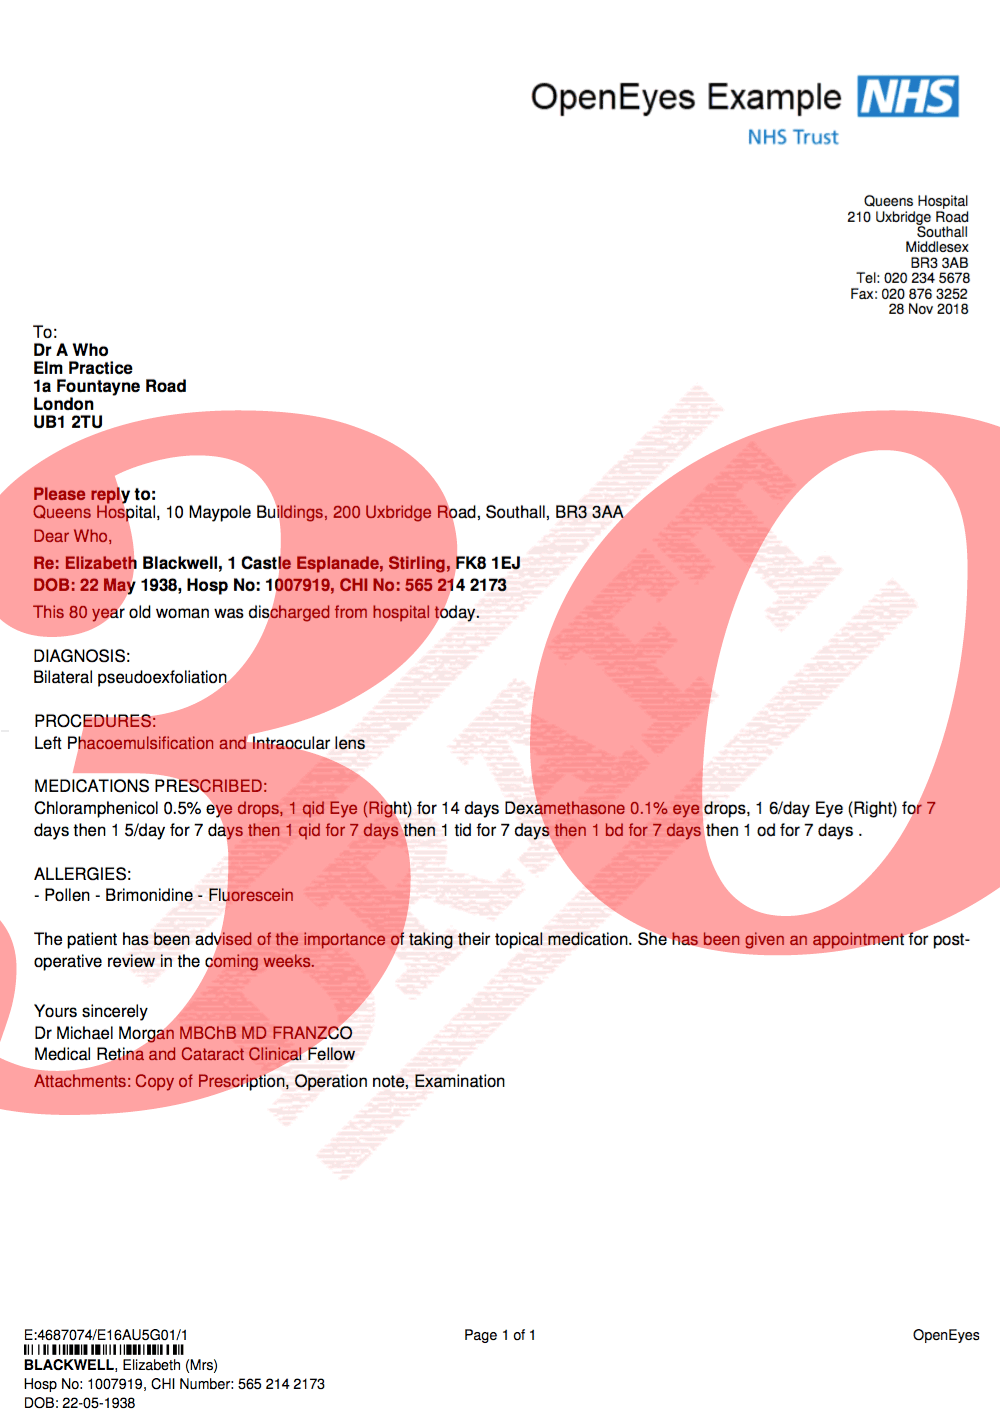 OpenEyes Example NHS
NHS Trust
Queens Hospital
210 Uxbridge Road
Southall
Middlesex
BR3 3AB
Tel: 020 234 5678
Fax: 020 876 3252
28 Nov 2018
To:
Dr A Who
Elm Practice
1a Fountayne Road
London
UB1 2TU
30
DRAFT
Please reply to:
Queens Hospital, 10 Maypole Buildings, 200 Uxbridge Road, Southall, BR3 3AA
Dear Who,
Re: Elizabeth Blackwell, 1 Castle Esplanade, Stirling, FK8 1EJ
DOB: 22 May 1938, Hosp No: 1007919, CHI No: 565 214 2173
This 80 year old woman was discharged from hospital today.
DIAGNOSIS:
Bilateral pseudoexfoliation
PROCEDURES:
Left Phacoemulsification and Intraocular lens
MEDICATIONS PRESCRIBED:
Chloramphenicol 0.5% eye drops, 1 qid Eye (Right) for 14 days Dexamethasone 0.1% eye drops, 1 6/day Eye (Right) for 7
days then 1 5/day for 7 days then 1 qid for 7 days then 1 tid for 7 days then 1 bd for 7 days then 1 od for 7 days .
ALLERGIES:
- Pollen - Brimonidine - Fluorescein
The patient has been advised of the importance of taking their topical medication. She has been given an appointment for post-
operative review in the coming weeks.
Yours sincerely
Dr Michael Morgan MBChB MD FRANZCO
Medical Retina and Cataract Clinical Fellow
Attachments: Copy of Prescription, Operation note, Examination
E:4687074/E16AU5G01/1
Page 1 of 1
OpenEyes
BLACKWELL, Elizabeth (Mrs)
Hosp No: 1007919, CHI Number: 565 214 2173
DOB: 22-05-1938